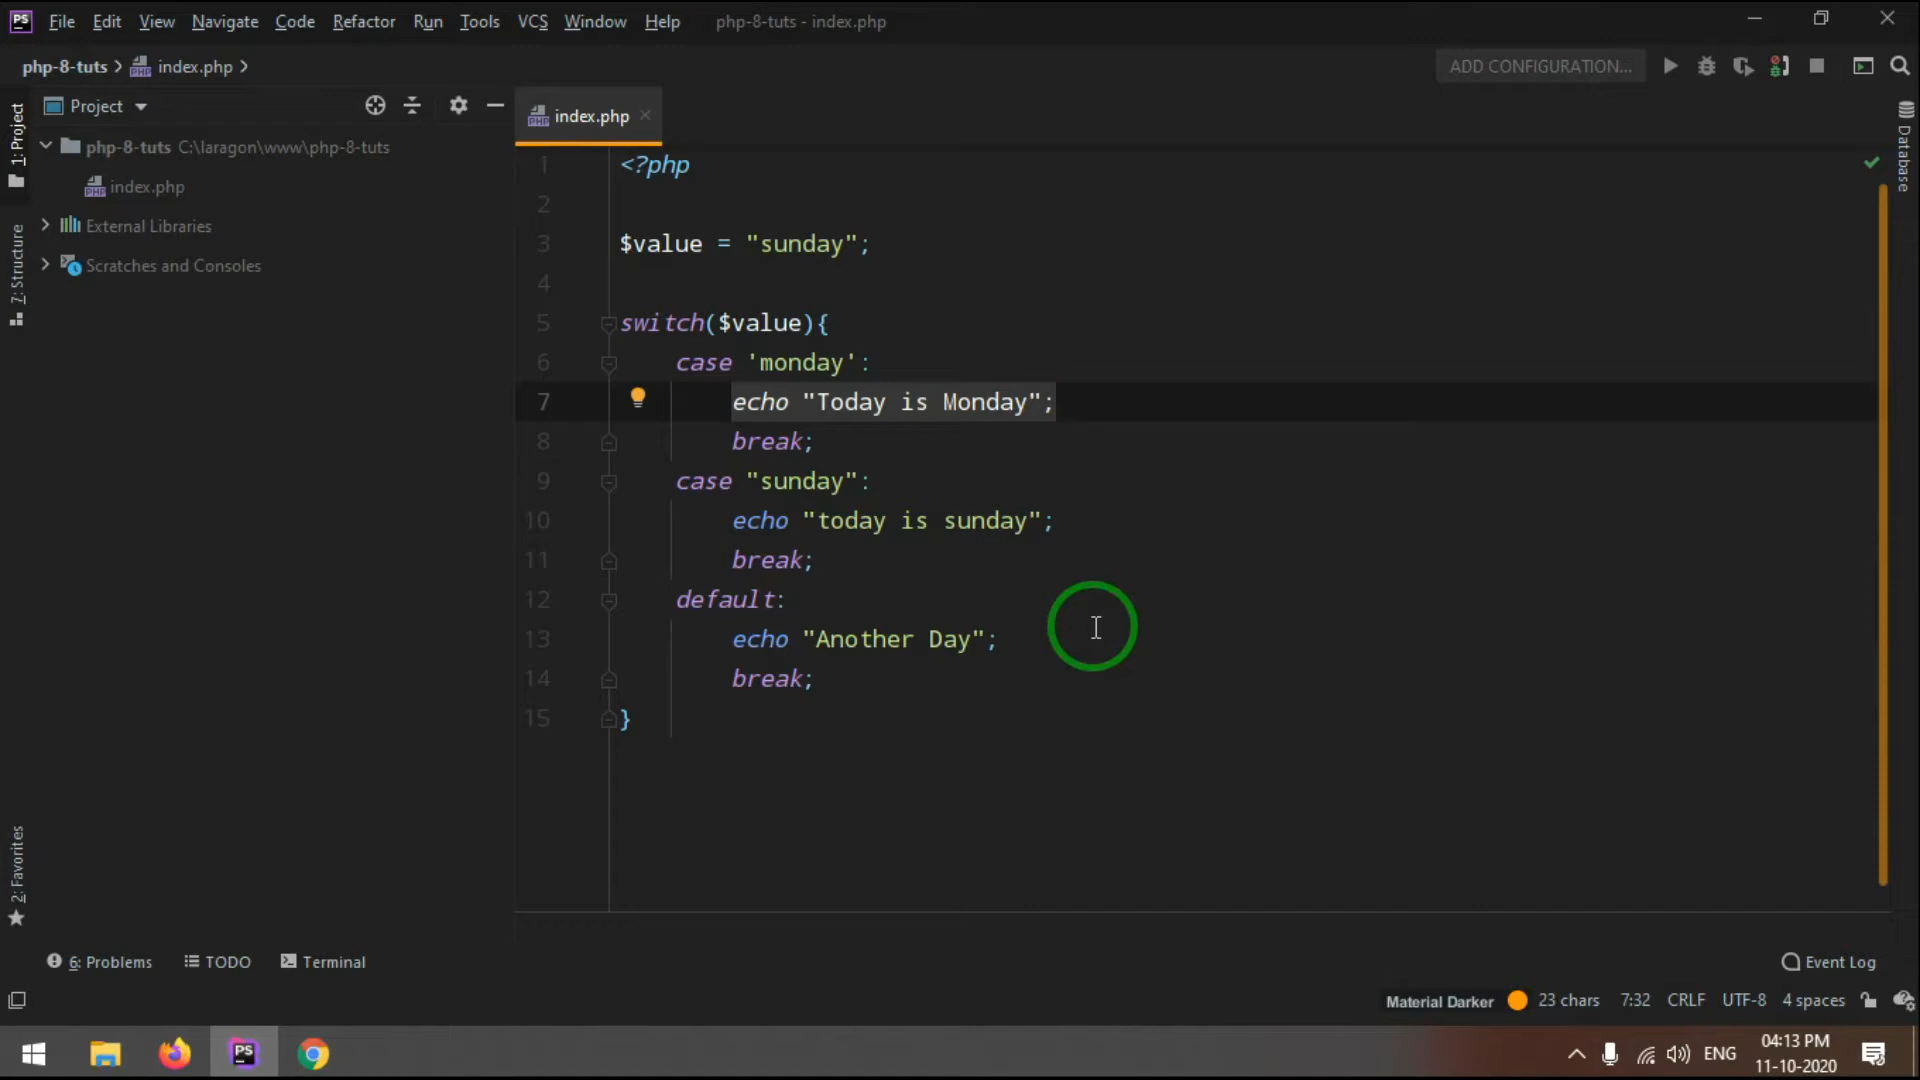 PS File Edit View Navigate Code Refactor Run Tools VCS Window Help php-8-tuts - index.php
php-8-tuts index.php ADD CONFIGURATION...
Project
index.php
1: Project
7: Structure
2: Favorites
Database
php-8-tuts C:\laragon\www\php-8-tuts
index.php
External Libraries
Scratches and Consoles
1 <?php
2
3 $value = "sunday";
4
5 switch($value){
6 case 'monday':
7 echo "Today is Monday";
8 break;
9 case "sunday":
10 echo "today is sunday";
11 break;
12 default:
13 echo "Another Day";
14 break;
15 }
6: Problems TODO Terminal Event Log
Material Darker 23 chars 7:32 CRLF UTF-8 4 spaces
PS ENG 04:13 PM
11-10-2020